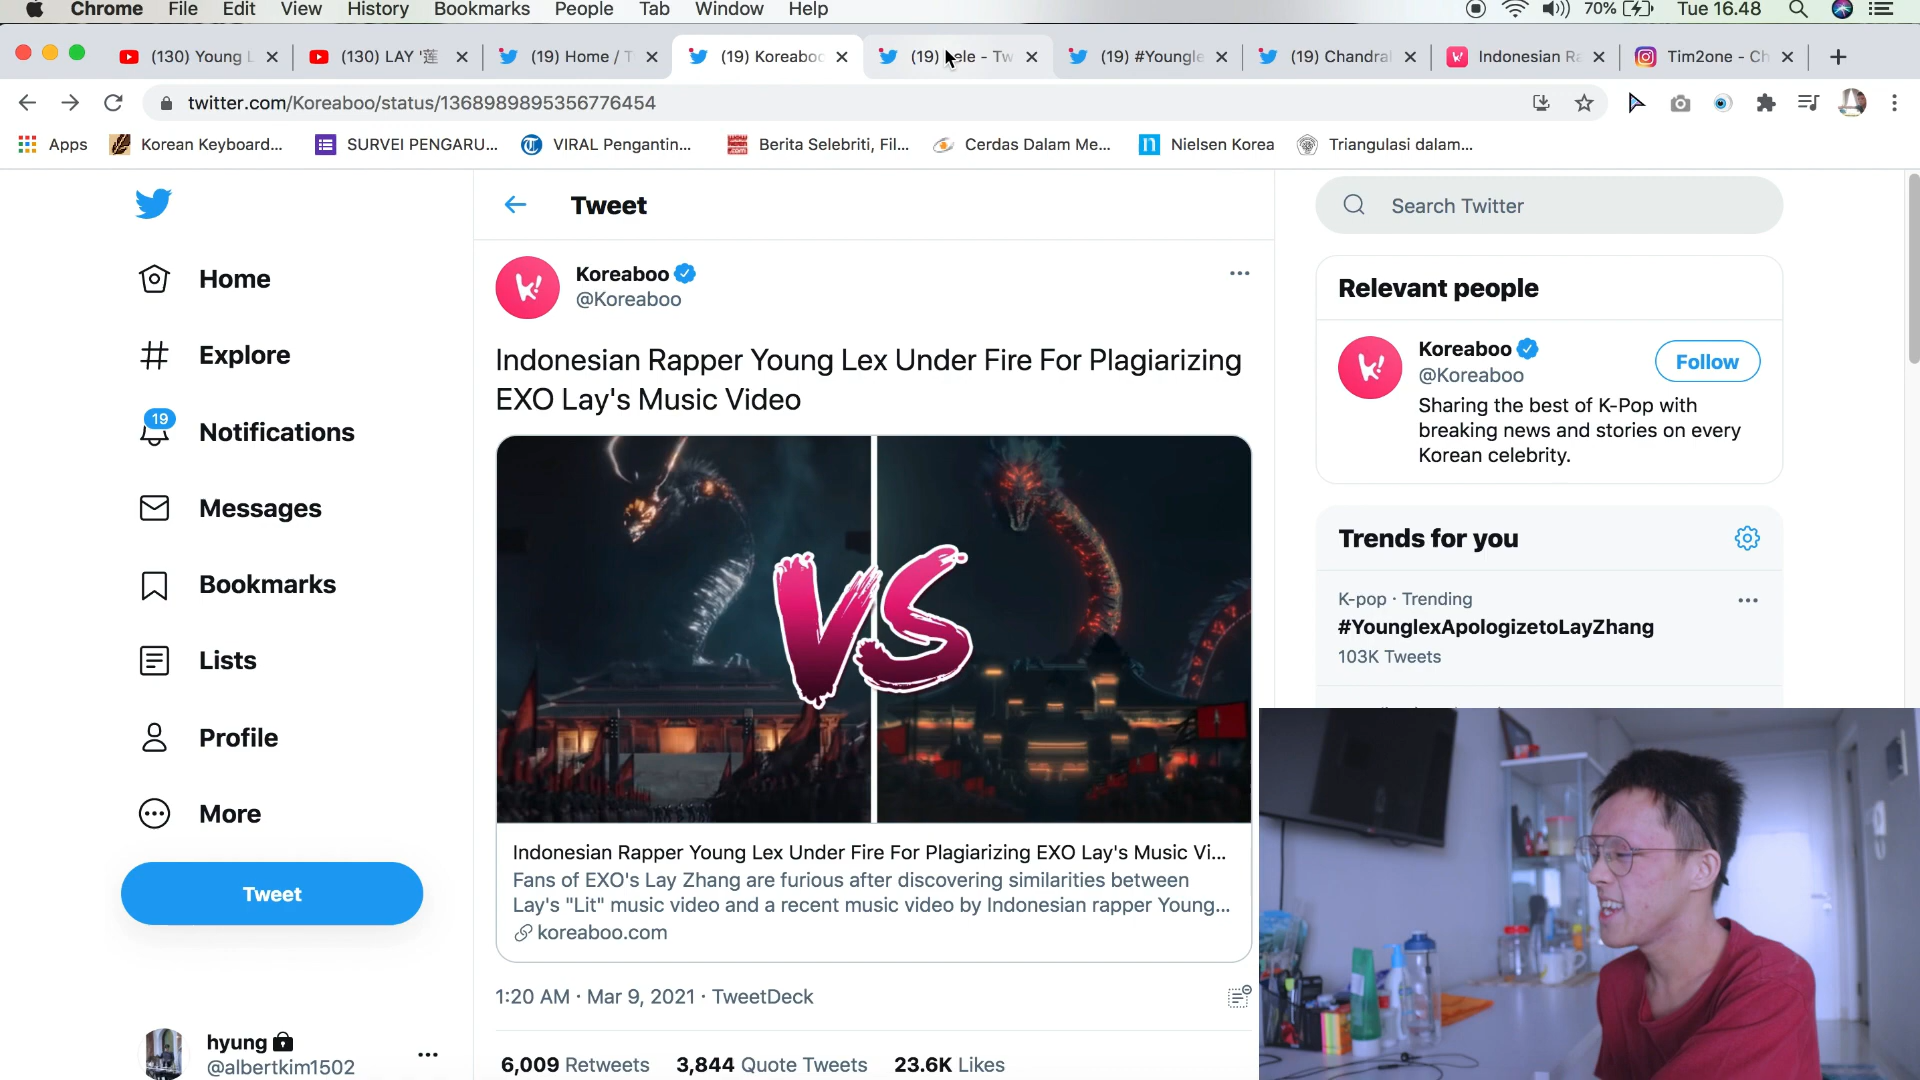 Chrome File Edit View History Bookmarks People Tab Window Help 70% Tue 16.48
(130) Young L (130) LAY '莲 (19) Home / T (19) Koreaboo (19) Lele - Tw (19) #Youngle (19) Chandral Indonesian Ra Tim2one - Ch
twitter.com/Koreaboo/status/1368989895356776454
Apps Korean Keyboard... SURVEI PENGARU... VIRAL Pengantin... Berita Selebriti, Fil... Cerdas Dalam Me... Nielsen Korea Triangulasi dalam...
Home
Explore
19
Notifications
Messages
Bookmarks
Lists
Profile
More
Tweet
hyung
@albertkim1502
Tweet
Koreaboo
@Koreaboo
Indonesian Rapper Young Lex Under Fire For Plagiarizing
EXO Lay's Music Video
VS
Indonesian Rapper Young Lex Under Fire For Plagiarizing EXO Lay's Music Vi...
Fans of EXO's Lay Zhang are furious after discovering similarities between
Lay's "Lit" music video and a recent music video by Indonesian rapper Young...
koreaboo.com
1:20 AM · Mar 9, 2021 · TweetDeck
6,009 Retweets 3,844 Quote Tweets 23.6K Likes
Search Twitter
Relevant people
Koreaboo
@Koreaboo
Follow
Sharing the best of K-Pop with
breaking news and stories on every
Korean celebrity.
Trends for you
K-pop · Trending
#YounglexApologizetoLayZhang
103K Tweets